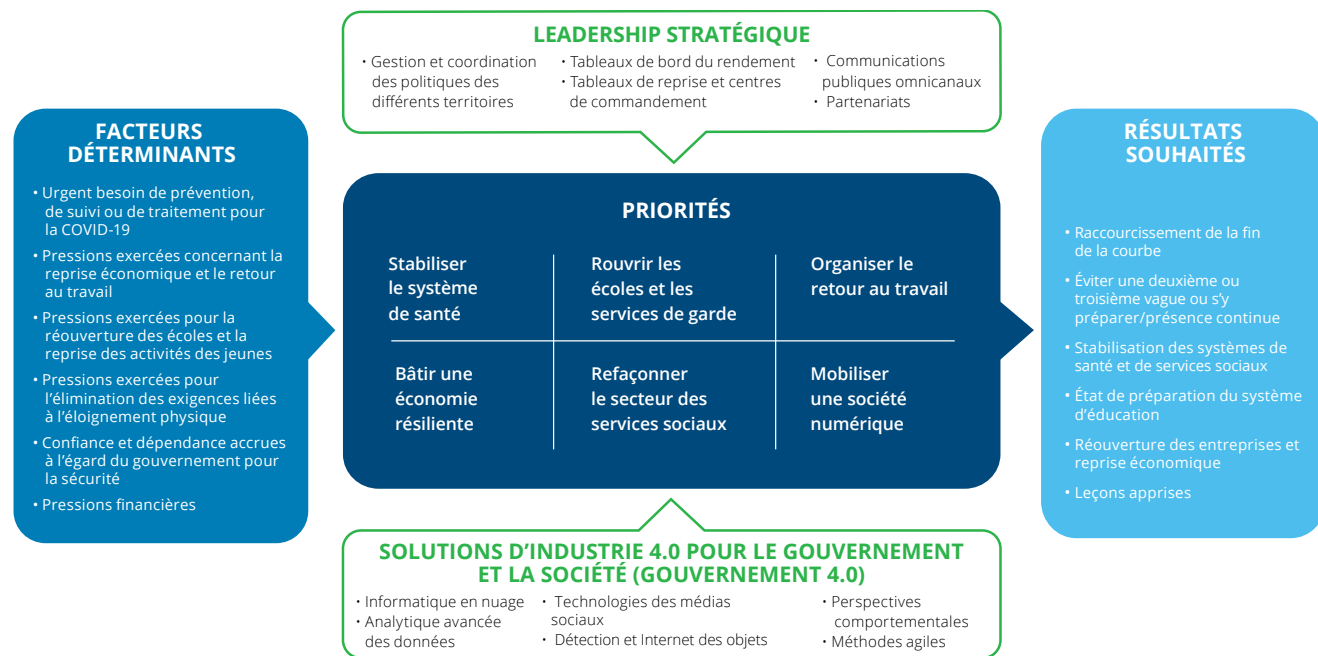 LEADERSHIP STRATÉGIQUE
• Gestion et coordination
des politiques des
différents territoires
• Tableaux de bord du rendement
• Tableaux de reprise et centres
de commandement
• Communications
publiques omnicanaux
• Partenariats
FACTEURS
DÉTERMINANTS
• Urgent besoin de prévention,
de suivi ou de traitement pour
la COVID-19
• Pressions exercées concernant la
reprise économique et le retour
au travail
• Pressions exercées pour la
réouverture des écoles et la
reprise des activités des jeunes
• Pressions exercées pour
l’élimination des exigences liées
à l’éloignement physique
• Confiance et dépendance accrues
à l’égard du gouvernement pour
la sécurité
• Pressions financières
PRIORITÉS
Stabiliser
le système
de santé
Rouvrir les
écoles et les
services de garde
Organiser le
retour au travail
Bâtir une
économie
résiliente
Refaçonner
le secteur des
services sociaux
Mobiliser
une société
numérique
RÉSULTATS
SOUHAITÉS
• Raccourcissement de la fin
de la courbe
• Éviter une deuxième ou
troisième vague ou s’y
préparer/présence continue
• Stabilisation des systèmes de
santé et de services sociaux
• État de préparation du système
d’éducation
• Réouverture des entreprises et
reprise économique
• Leçons apprises
SOLUTIONS D’INDUSTRIE 4.0 POUR LE GOUVERNEMENT
ET LA SOCIÉTÉ (GOUVERNEMENT 4.0)
• Informatique en nuage
• Analytique avancée
des données
• Technologies des médias
sociaux
• Détection et Internet des objets
• Perspectives
comportementales
• Méthodes agiles